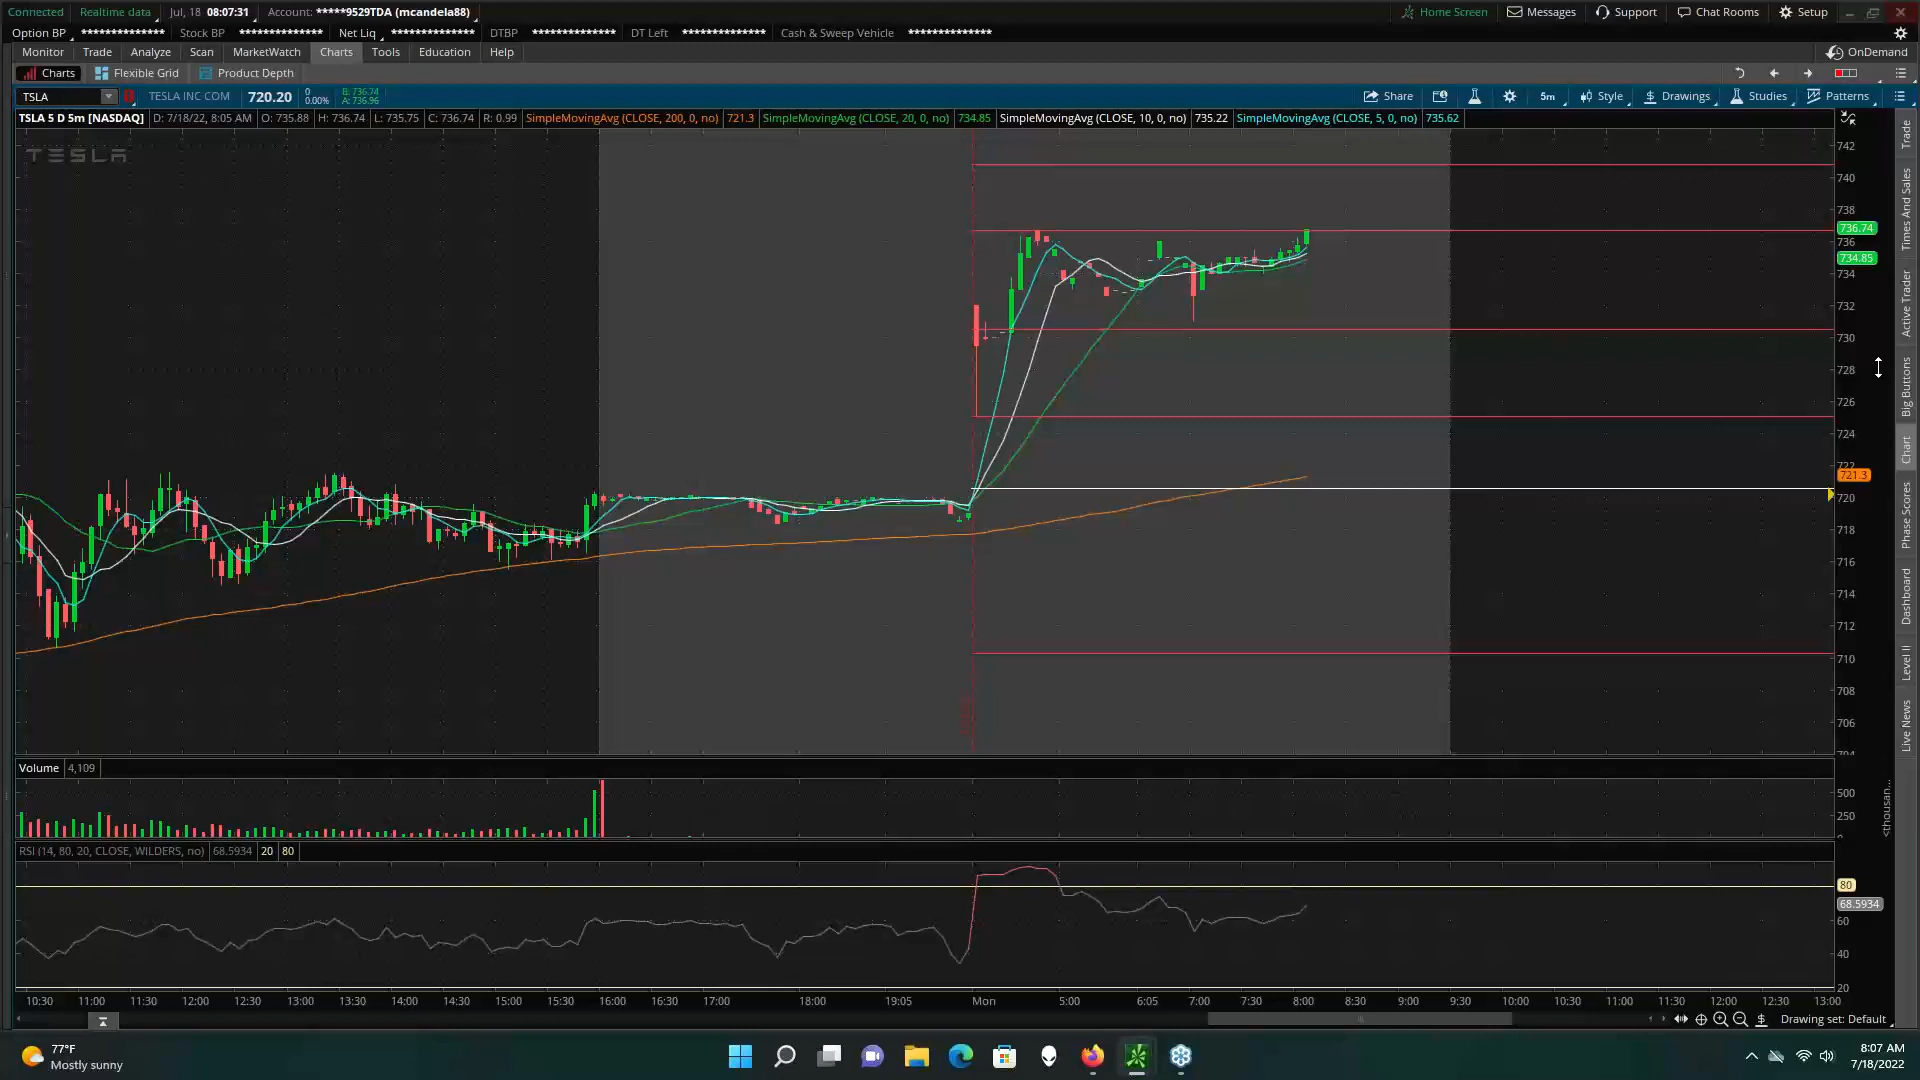 Connected Realtime data Jul, 18 08:07:31 Account: *****9529TDA (mcandela88) Home Screen Messages Support Chat Rooms Setup
Option BP ************** Stock BP ************** Net Liq ************** DTBP ************** DT Left ************** Cash & Sweep Vehicle **************
Monitor Trade Analyze Scan MarketWatch Charts Tools Education Help OnDemand
Charts Flexible Grid Product Depth
TSLA TESLA INC COM 720.20 0 0.00% B: 736.74 A: 736.96 Share 5m Style Drawings Studies Patterns
TSLA 5 D 5m [NASDAQ] D: 7/18/22, 8:05 AM O: 735.88 H: 736.74 L: 735.75 C: 736.74 R: 0.99 SimpleMovingAvg (CLOSE, 200, 0, no) 721.3 SimpleMovingAvg (CLOSE, 20, 0, no) 734.85 SimpleMovingAvg (CLOSE, 10, 0, no) 735.22 SimpleMovingAvg (CLOSE, 5, 0, no) 735.62
TESLA
742
740
738
736.74
736
734.85
734
732
730
728
726
724
722
721.3
720
718
716
714
712
710
708
706
704
Trade
Times And Sales
Active Trader
Big Buttons
Chart
Phase Scores
Dashboard
Level II
Live News
Volume 4,109
500
250
<thousan...
RSI (14, 80, 20, CLOSE, WILDERS, no) 68.5934 20 80
80
68.5934
60
40
20
10:30 11:00 11:30 12:00 12:30 13:00 13:30 14:00 14:30 15:00 15:30 16:00 16:30 17:00 18:00 19:05 Mon 5:00 6:05 7:00 7:30 8:00 8:30 9:00 9:30 10:00 10:30 11:00 11:30 12:00 12:30 13:00
Drawing set: Default
77°F
Mostly sunny
8:07 AM
7/18/2022